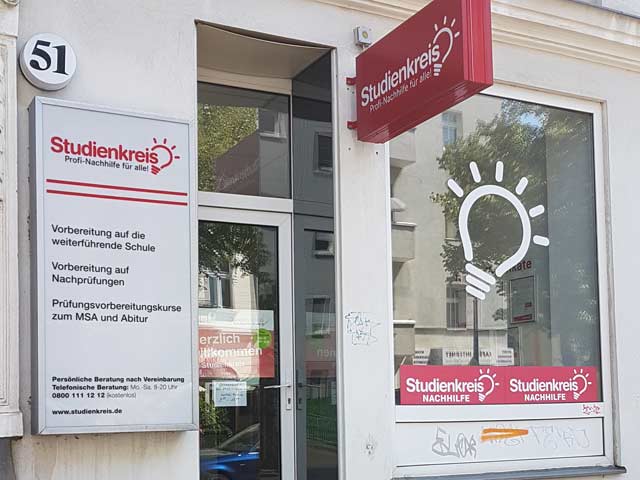 51
Studienkreis
Profi-Nachhilfe für alle!
Vorbereitung auf die
weiterführende Schule
Vorbereitung auf
Nachprüfungen
Prüfungsvorbereitungskurse
zum MSA und Abitur
Persönliche Beratung nach Vereinbarung
Telefonische Beratung: Mo.-Sa. 8-20 Uhr
0800 111 12 12 (kostenlos)
www.studienkreis.de
Studienkreis
Profi-Nachhilfe für alle!
Studienkreis
NACHHILFE
Studienkreis
NACHHILFE